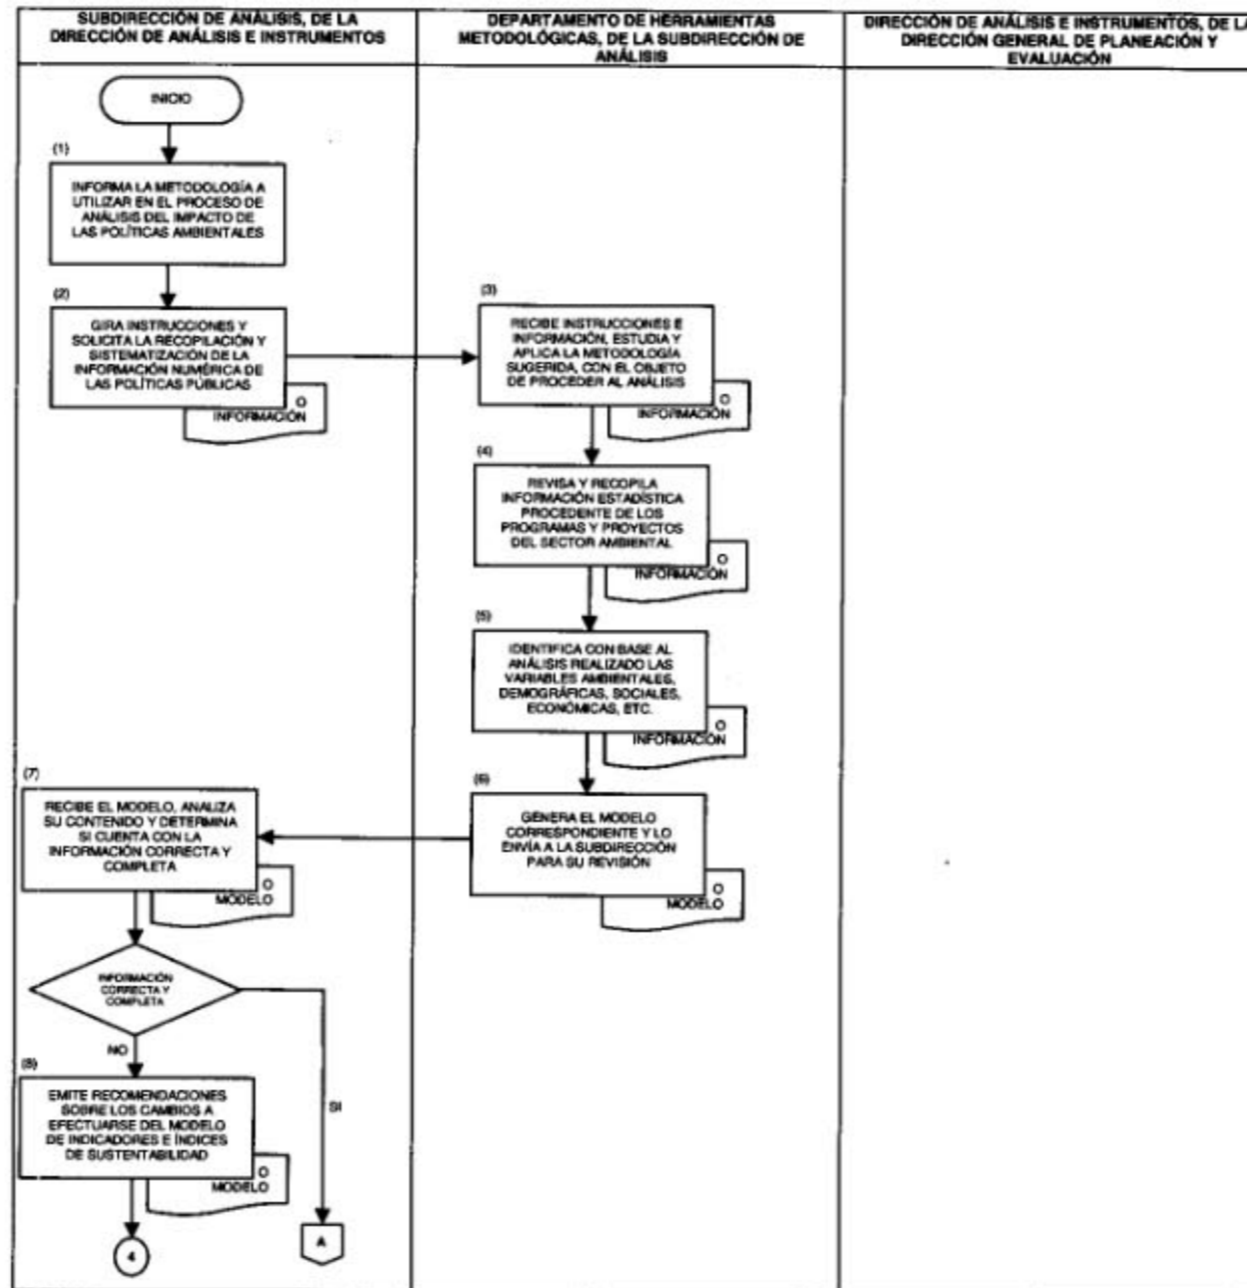 SUBDIRECCIÓN DE ANÁLISIS, DE LA
DIRECCIÓN DE ANÁLISIS E INSTRUMENTOS
DEPARTAMENTO DE HERRAMIENTAS
METODOLÓGICAS, DE LA SUBDIRECCIÓN DE
ANÁLISIS
DIRECCIÓN DE ANÁLISIS E INSTRUMENTOS, DE LA
DIRECCIÓN GENERAL DE PLANEACIÓN Y
EVALUACIÓN
INICIO
(1)
INFORMA LA METODOLOGÍA A
UTILIZAR EN EL PROCESO DE
ANÁLISIS DEL IMPACTO DE
LAS POLÍTICAS AMBIENTALES
(2)
GIRA INSTRUCCIONES Y
SOLICITA LA RECOPILACIÓN Y
SISTEMATIZACIÓN DE LA
INFORMACIÓN NUMÉRICA DE
LAS POLÍTICAS PÚBLICAS
O
INFORMACIÓN
(3)
RECIBE INSTRUCCIONES E
INFORMACIÓN, ESTUDIA Y
APLICA LA METODOLOGÍA
SUGERIDA, CON EL OBJETO
DE PROCEDER AL ANÁLISIS
O
INFORMACIÓN
(4)
REVISA Y RECOPILA
INFORMACIÓN ESTADÍSTICA
PROCEDENTE DE LOS
PROGRAMAS Y PROYECTOS
DEL SECTOR AMBIENTAL
O
INFORMACIÓN
(5)
IDENTIFICA CON BASE AL
ANÁLISIS REALIZADO LAS
VARIABLES AMBIENTALES,
DEMOGRÁFICAS, SOCIALES,
ECONÓMICAS, ETC.
O
INFORMACIÓN
(6)
GENERA EL MODELO
CORRESPONDIENTE Y LO
ENVÍA A LA SUBDIRECCIÓN
PARA SU REVISIÓN
O
MODELO
(7)
RECIBE EL MODELO, ANALIZA
SU CONTENIDO Y DETERMINA
SI CUENTA CON LA
INFORMACIÓN CORRECTA Y
COMPLETA
O
MODELO
INFORMACIÓN
CORRECTA Y
COMPLETA
NO
SI
(8)
EMITE RECOMENDACIONES
SOBRE LOS CAMBIOS A
EFECTUARSE DEL MODELO
DE INDICADORES E ÍNDICES
DE SUSTENTABILIDAD
O
MODELO
4
A